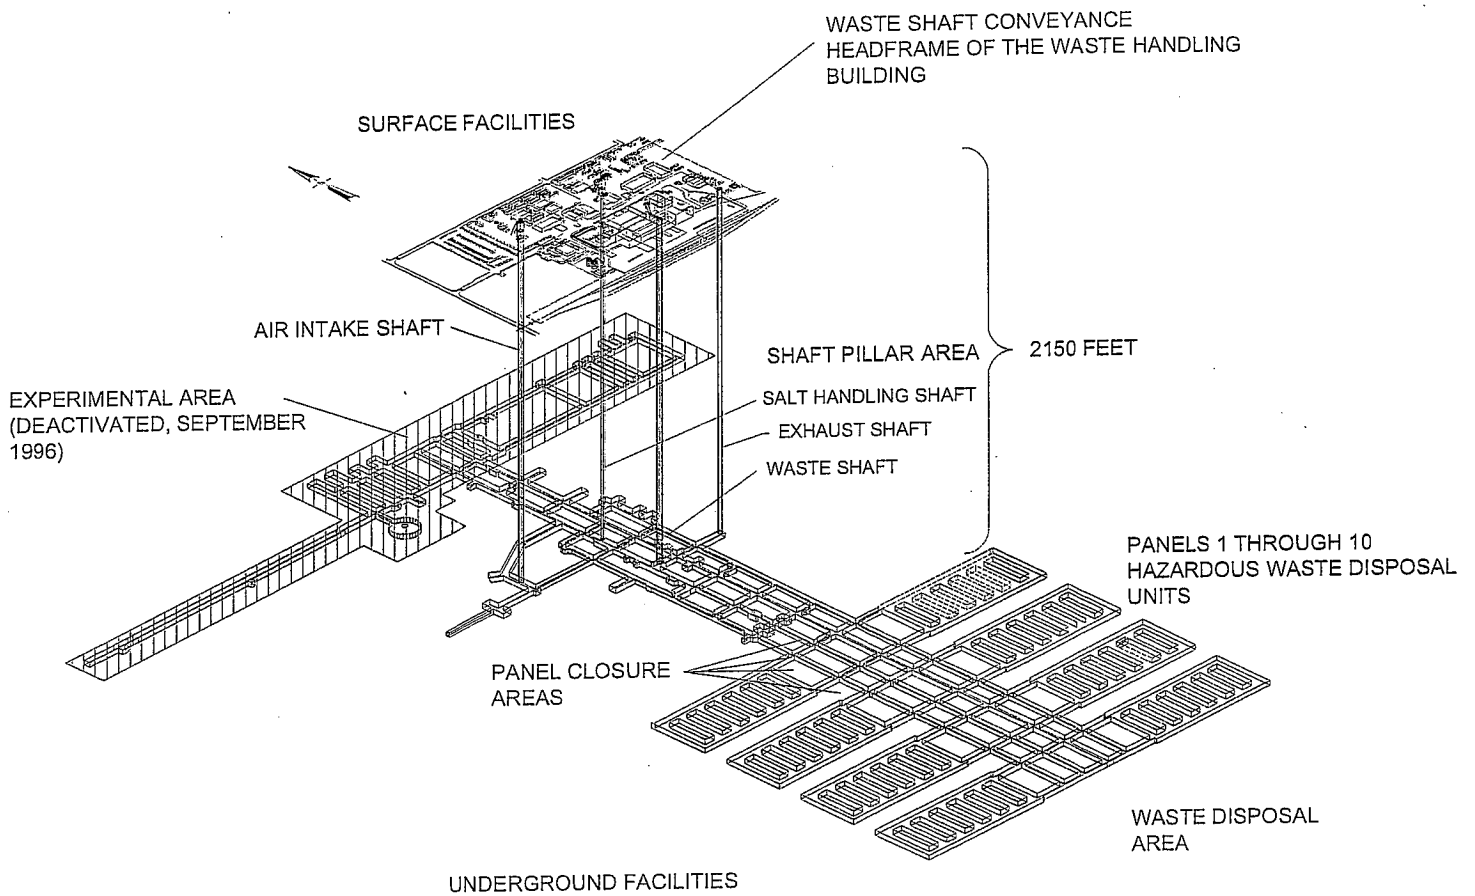 WASTE SHAFT CONVEYANCE
HEADFRAME OF THE WASTE HANDLING
BUILDING
SURFACE FACILITIES
AIR INTAKE SHAFT
SHAFT PILLAR AREA
2150 FEET
EXPERIMENTAL AREA
(DEACTIVATED, SEPTEMBER
1996)
SALT HANDLING SHAFT
EXHAUST SHAFT
WASTE SHAFT
PANELS 1 THROUGH 10
HAZARDOUS WASTE DISPOSAL
UNITS
PANEL CLOSURE
AREAS
WASTE DISPOSAL
AREA
UNDERGROUND FACILITIES